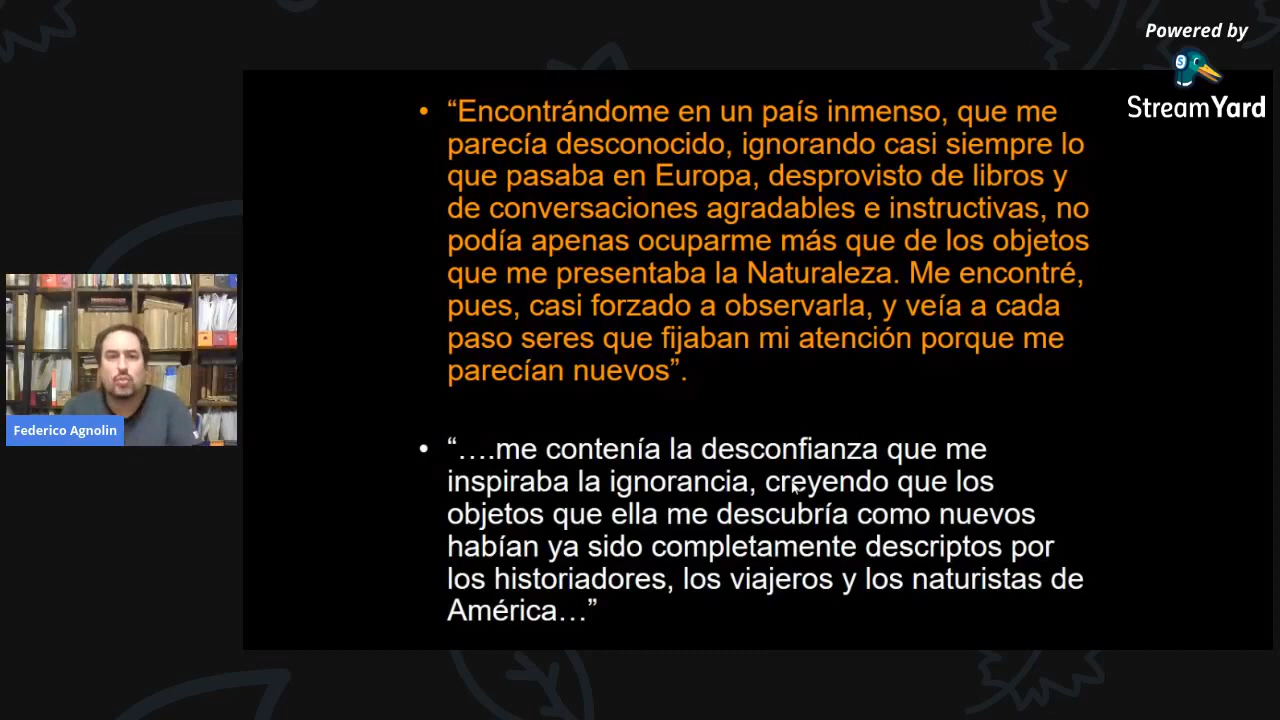 Powered by
StreamYard
• “Encontrándome en un país inmenso, que me
parecía desconocido, ignorando casi siempre lo
que pasaba en Europa, desprovisto de libros y
de conversaciones agradables e instructivas, no
podía apenas ocuparme más que de los objetos
que me presentaba la Naturaleza. Me encontré,
pues, casi forzado a observarla, y veía a cada
paso seres que fijaban mi atención porque me
parecían nuevos”.
• “….me contenía la desconfianza que me
inspiraba la ignorancia, creyendo que los
objetos que ella me descubría como nuevos
habían ya sido completamente descriptos por
los historiadores, los viajeros y los naturistas de
América…”
Federico Agnolin